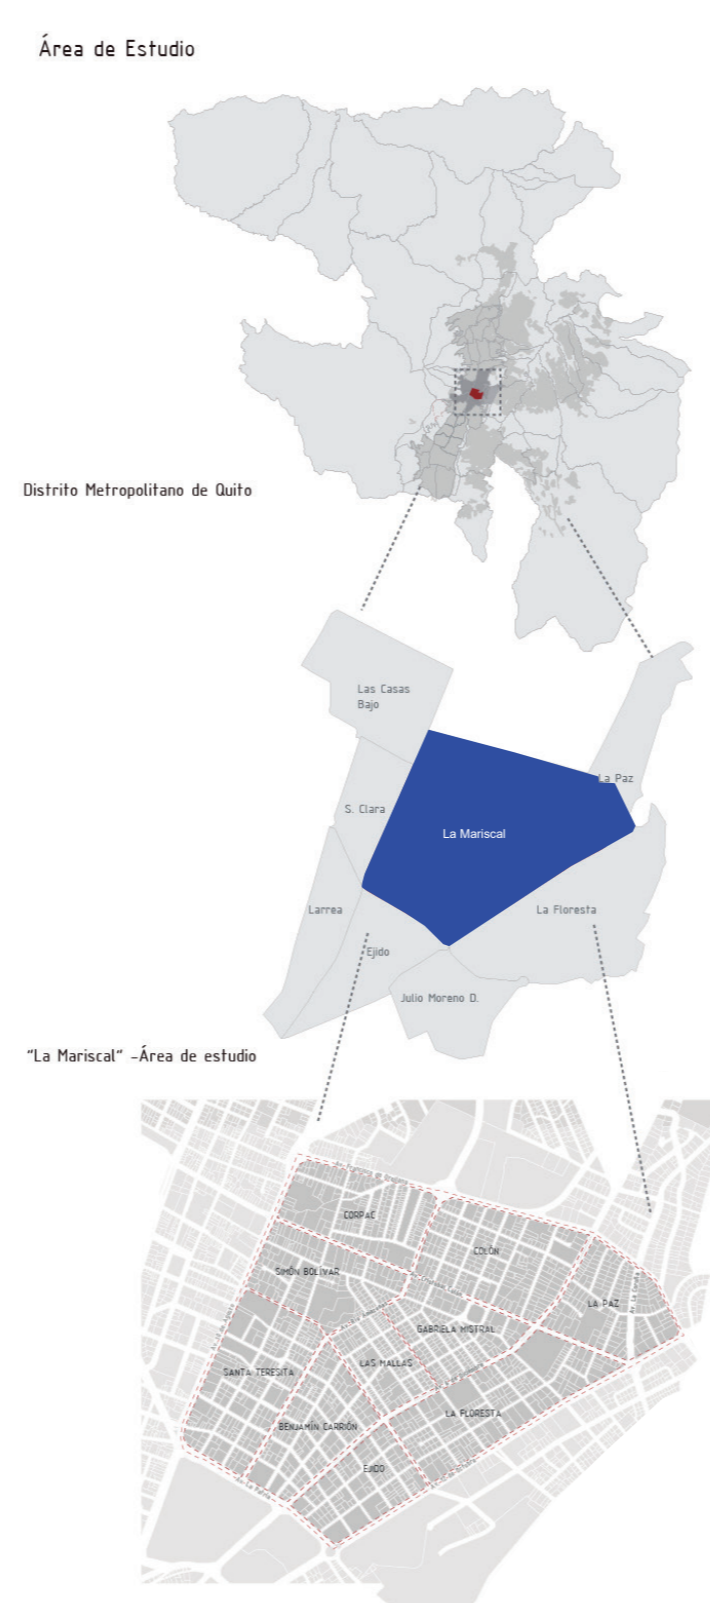 Área de Estudio
Distrito Metropolitano de Quito
Las Casas
Bajo
La Paz
S. Clara
La Mariscal
Larrea
La Floresta
Ejido
Julio Moreno D.
"La Mariscal" -Área de estudio
CORPAC
COLÓN
SIMÓN BOLÍVAR
LA PAZ
GABRIELA MISTRAL
LAS MALLAS
SANTA TERESITA
LA FLORESTA
BENJAMÍN CARRIÓN
EJIDO